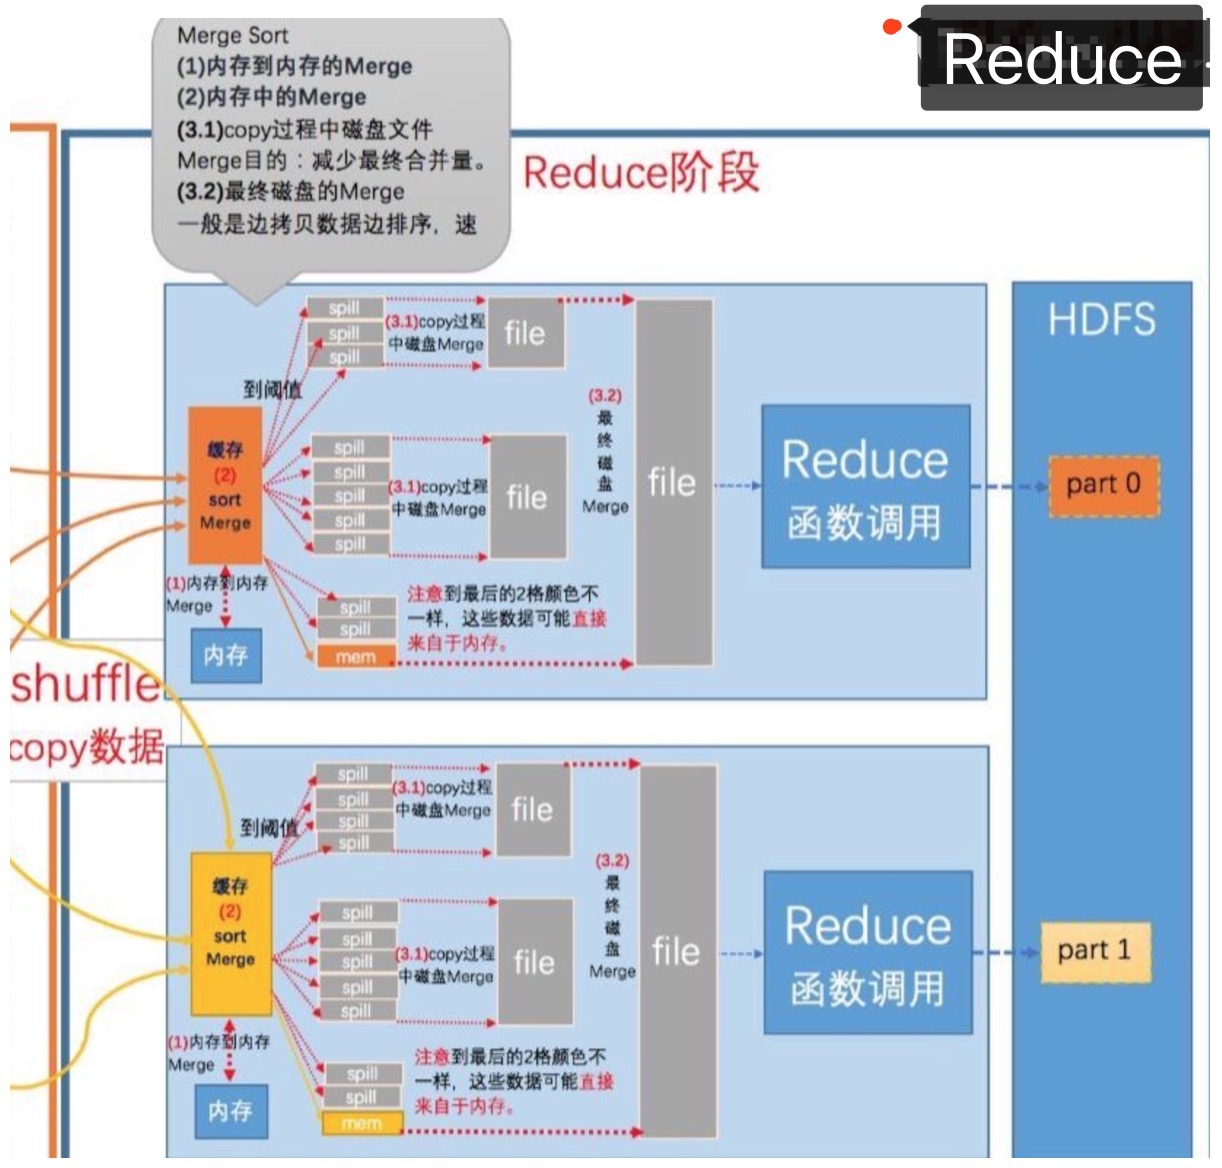 Reduce
Merge Sort
(1)内存到内存的Merge
(2)内存中的Merge
(3.1)copy过程中磁盘文件
Merge目的：减少最终合并量。
(3.2)最终磁盘的Merge
一般是边拷贝数据边排序，速
Reduce阶段
HDFS
spill
spill
spill
(3.1)copy过程
中磁盘Merge
file
到阈值
缓存
(2)
sort
Merge
spill
spill
spill
spill
spill
(3.1)copy过程
中磁盘Merge
file
(3.2)
最
终
磁
盘
Merge
file
Reduce
函数调用
part 0
(1)内存到内存
Merge
内存
spill
spill
mem
注意到最后的2格颜色不
一样，这些数据可能直接
来自于内存。
shuffle
copy数据
spill
spill
spill
spill
(3.1)copy过程
中磁盘Merge
file
到阈值
缓存
(2)
sort
Merge
spill
spill
spill
spill
spill
(3.1)copy过程
中磁盘Merge
file
(3.2)
最
终
磁
盘
Merge
file
Reduce
函数调用
part 1
(1)内存到内存
Merge
内存
spill
spill
mem
注意到最后的2格颜色不
一样，这些数据可能直接
来自于内存。